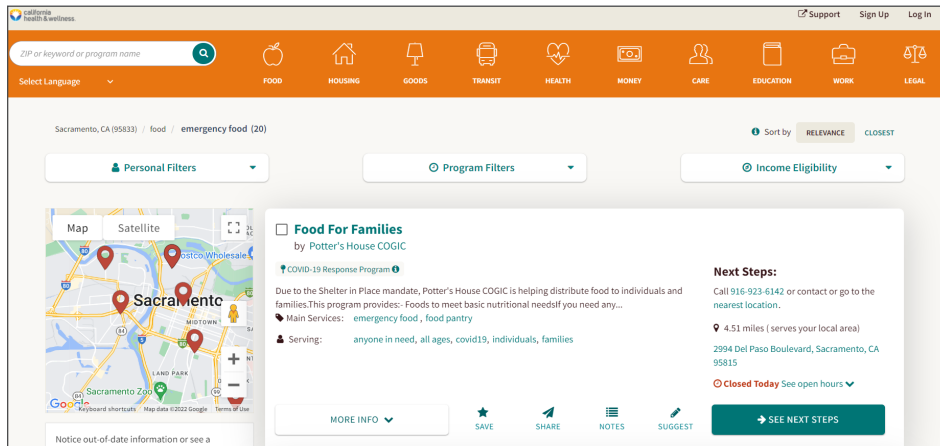 california
health & wellness.
Support Sign Up Log In
ZIP or keyword or program name
Select Language
FOOD HOUSING GOODS TRANSIT HEALTH MONEY CARE EDUCATION WORK LEGAL
Sacramento, CA (95833) / food / emergency food (20)
Sort by RELEVANCE CLOSEST
Personal Filters Program Filters Income Eligibility
Map Satellite
80
80
ostco Wholesale
Sacramento
MIDTOWN
84
LAND PARK
Sacramento Zoo
84
99
Google
Keyboard shortcuts Map data ©2022 Google Terms of Use
Notice out-of-date information or see a
Food For Families
by Potter's House COGIC
COVID-19 Response Program
Due to the Shelter in Place mandate, Potter's House COGIC is helping distribute food to individuals and
families.This program provides:- Foods to meet basic nutritional needsIf you need any...
Main Services: emergency food , food pantry
Serving: anyone in need, all ages, covid19, individuals, families
MORE INFO
SAVE SHARE NOTES SUGGEST
Next Steps:
Call 916-923-6142 or contact or go to the
nearest location.
4.51 miles ( serves your local area)
2994 Del Paso Boulevard, Sacramento, CA
95815
Closed Today See open hours
SEE NEXT STEPS